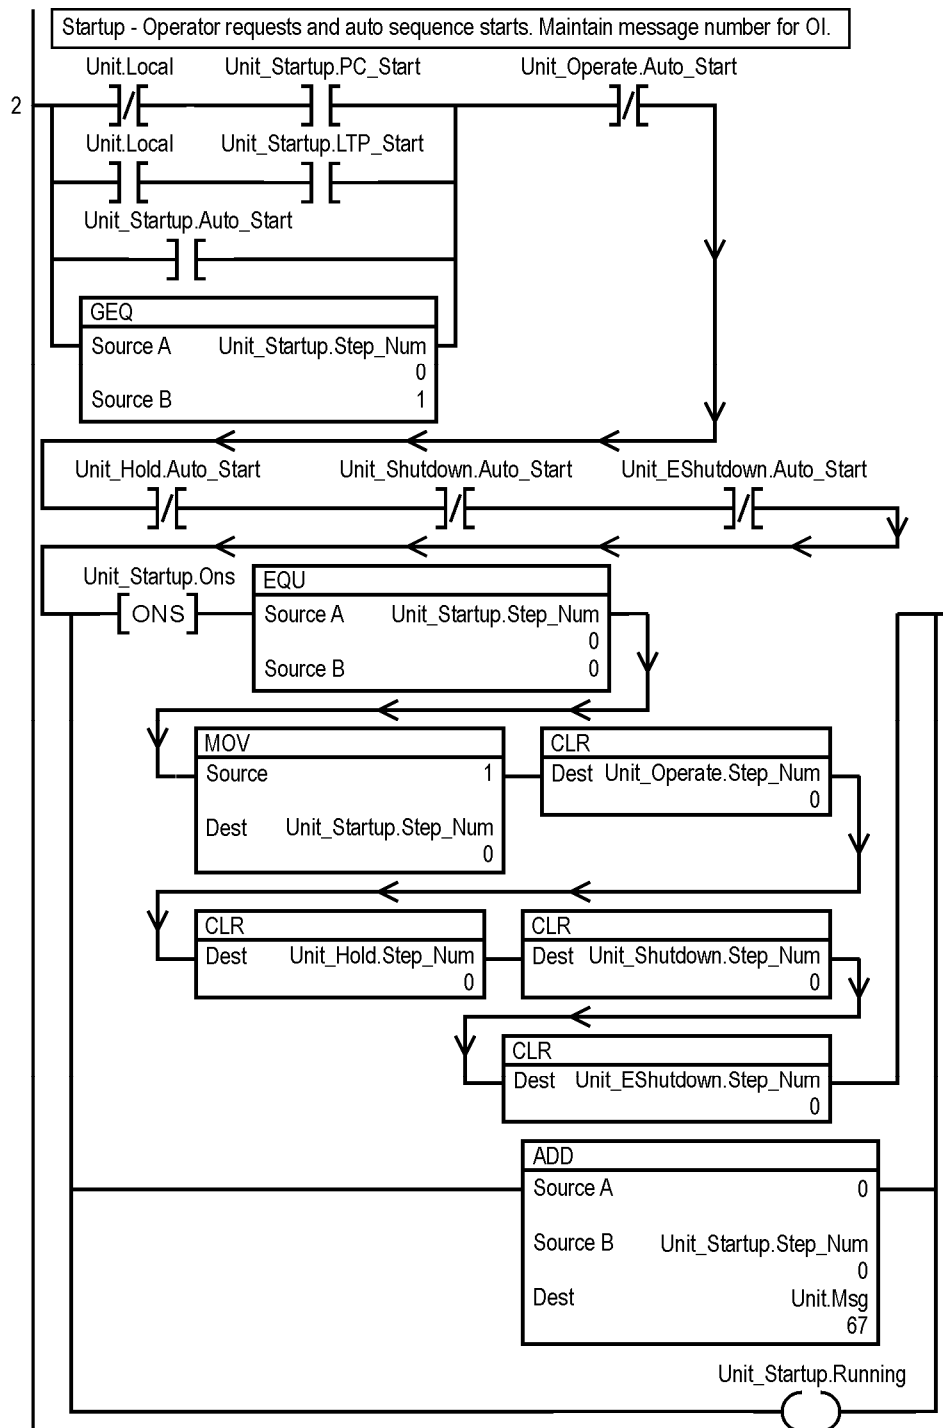 Startup - Operator requests and auto sequence starts. Maintain message number for OI.
Unit.Local Unit_Startup.PC_Start Unit_Operate.Auto_Start
2
Unit.Local Unit_Startup.LTP_Start
Unit_Startup.Auto_Start
GEQ
Source A Unit_Startup.Step_Num
0
Source B 1
Unit_Hold.Auto_Start Unit_Shutdown.Auto_Start Unit_EShutdown.Auto_Start
Unit_Startup.Ons
ONS
EQU
Source A Unit_Startup.Step_Num
0
Source B 0
MOV
Source 1
Dest Unit_Startup.Step_Num
0
CLR
Dest Unit_Operate.Step_Num
0
CLR
Dest Unit_Hold.Step_Num
0
CLR
Dest Unit_Shutdown.Step_Num
0
CLR
Dest Unit_EShutdown.Step_Num
0
ADD
Source A 0
Source B Unit_Startup.Step_Num
0
Dest Unit.Msg
67
Unit_Startup.Running